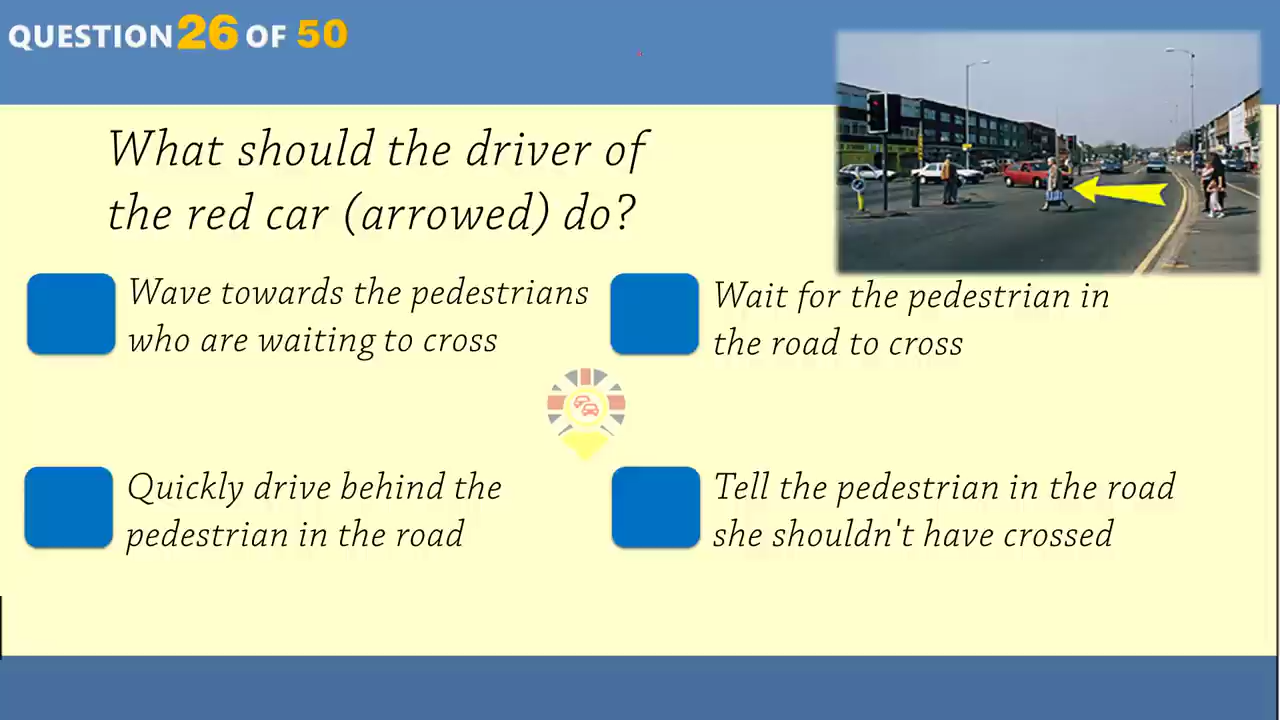 QUESTION 26 OF 50
What should the driver of
the red car (arrowed) do?
Wave towards the pedestrians
who are waiting to cross
Wait for the pedestrian in
the road to cross
Quickly drive behind the
pedestrian in the road
Tell the pedestrian in the road
she shouldn't have crossed